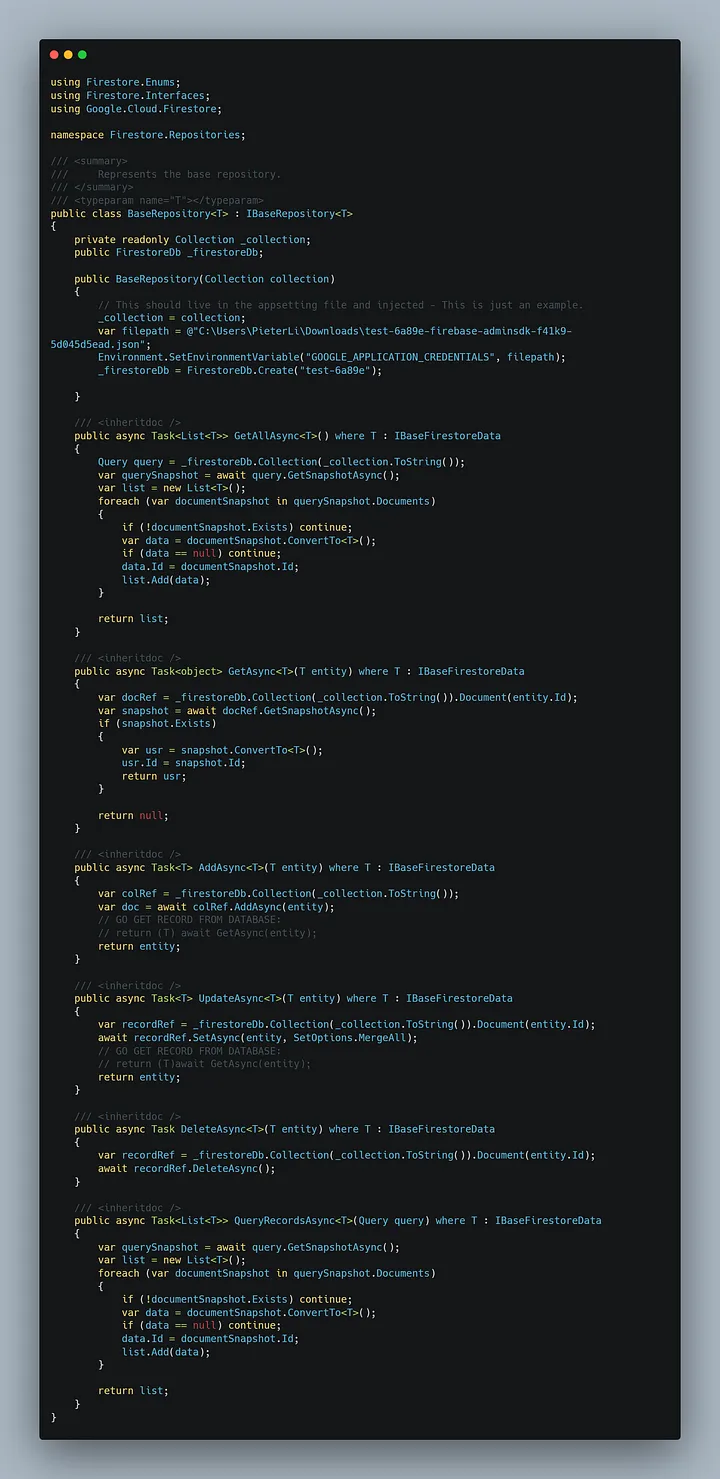 using Firestore.Enums;
using Firestore.Interfaces;
using Google.Cloud.Firestore;

namespace Firestore.Repositories;

/// <summary>
///     Represents the base repository.
/// </summary>
/// <typeparam name="T"></typeparam>
public class BaseRepository<T> : IBaseRepository<T>
{
    private readonly Collection _collection;
    public FirestoreDb _firestoreDb;

    public BaseRepository(Collection collection)
    {
        // This should live in the appsetting file and injected - This is just an example.
        _collection = collection;
        var filepath = @"C:\Users\PieterLi\Downloads\test-6a89e-firebase-adminsdk-f41k9-
5d045d5ead.json";
        Environment.SetEnvironmentVariable("GOOGLE_APPLICATION_CREDENTIALS", filepath);
        _firestoreDb = FirestoreDb.Create("test-6a89e");

    }

    /// <inheritdoc />
    public async Task<List<T>> GetAllAsync<T>() where T : IBaseFirestoreData
    {
        Query query = _firestoreDb.Collection(_collection.ToString());
        var querySnapshot = await query.GetSnapshotAsync();
        var list = new List<T>();
        foreach (var documentSnapshot in querySnapshot.Documents)
        {
            if (!documentSnapshot.Exists) continue;
            var data = documentSnapshot.ConvertTo<T>();
            if (data == null) continue;
            data.Id = documentSnapshot.Id;
            list.Add(data);
        }

        return list;
    }

    /// <inheritdoc />
    public async Task<object> GetAsync<T>(T entity) where T : IBaseFirestoreData
    {
        var docRef = _firestoreDb.Collection(_collection.ToString()).Document(entity.Id);
        var snapshot = await docRef.GetSnapshotAsync();
        if (snapshot.Exists)
        {
            var usr = snapshot.ConvertTo<T>();
            usr.Id = snapshot.Id;
            return usr;
        }

        return null;
    }

    /// <inheritdoc />
    public async Task<T> AddAsync<T>(T entity) where T : IBaseFirestoreData
    {
        var colRef = _firestoreDb.Collection(_collection.ToString());
        var doc = await colRef.AddAsync(entity);
        // GO GET RECORD FROM DATABASE:
        // return (T) await GetAsync(entity);
        return entity;
    }

    /// <inheritdoc />
    public async Task<T> UpdateAsync<T>(T entity) where T : IBaseFirestoreData
    {
        var recordRef = _firestoreDb.Collection(_collection.ToString()).Document(entity.Id);
        await recordRef.SetAsync(entity, SetOptions.MergeAll);
        // GO GET RECORD FROM DATABASE:
        // return (T)await GetAsync(entity);
        return entity;
    }

    /// <inheritdoc />
    public async Task DeleteAsync<T>(T entity) where T : IBaseFirestoreData
    {
        var recordRef = _firestoreDb.Collection(_collection.ToString()).Document(entity.Id);
        await recordRef.DeleteAsync();
    }

    /// <inheritdoc />
    public async Task<List<T>> QueryRecordsAsync<T>(Query query) where T : IBaseFirestoreData
    {
        var querySnapshot = await query.GetSnapshotAsync();
        var list = new List<T>();
        foreach (var documentSnapshot in querySnapshot.Documents)
        {
            if (!documentSnapshot.Exists) continue;
            var data = documentSnapshot.ConvertTo<T>();
            if (data == null) continue;
            data.Id = documentSnapshot.Id;
            list.Add(data);
        }

        return list;
    }
}